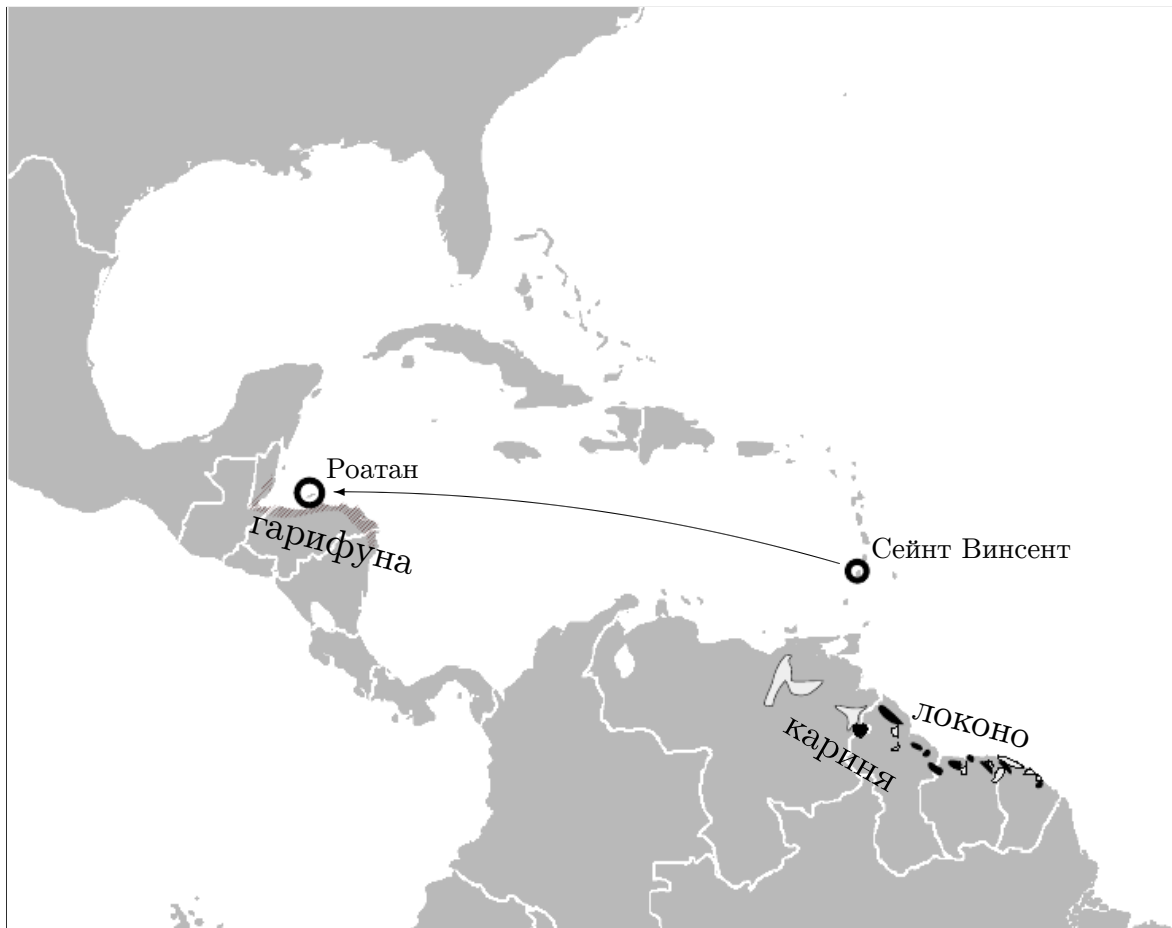 Роатан
гарифуна
Сейнт Винсент
локоно
кариня